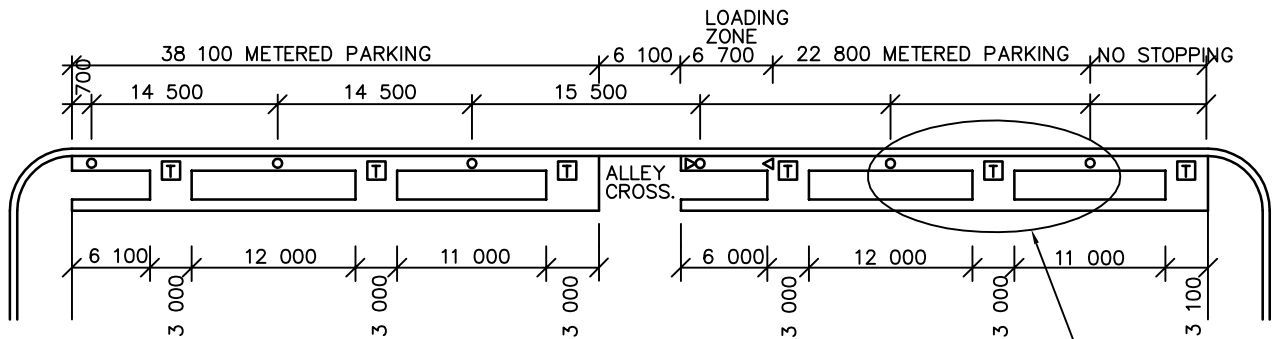 LOADING
ZONE
38 100 METERED PARKING
6 100
6 700
22 800 METERED PARKING
NO STOPPING
700
14 500
14 500
15 500
T
T
T
ALLEY
CROSS.
T
T
T
6 100
12 000
11 000
6 000
12 000
11 000
3 000
3 000
3 000
3 000
3 000
3 100